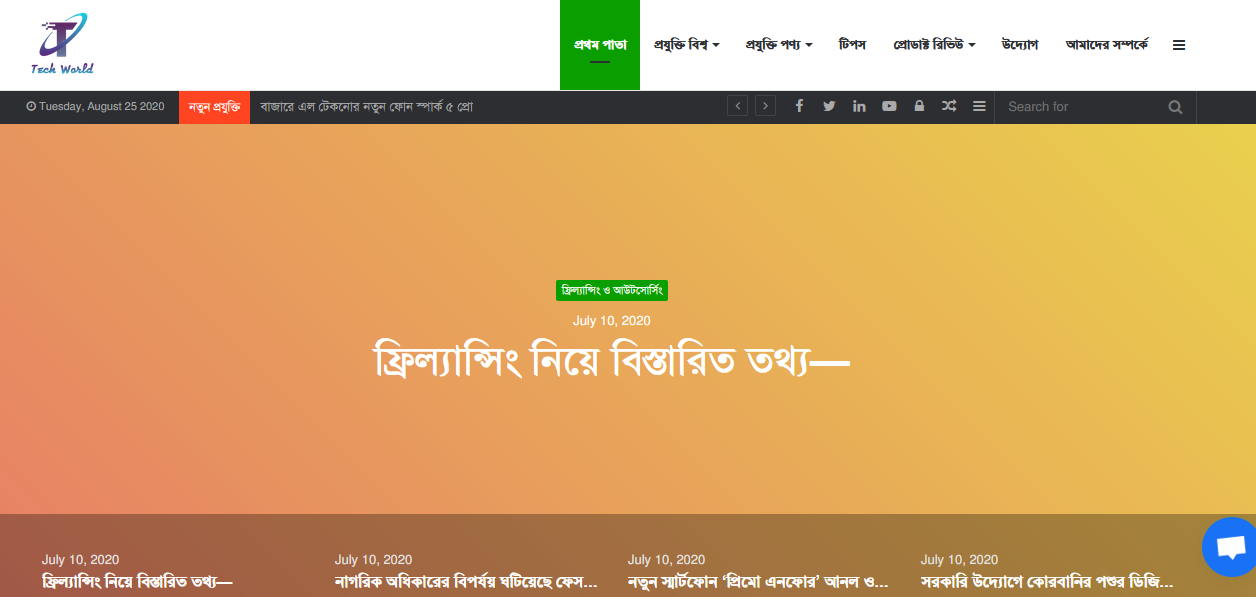 Tech World
প্রথম পাতা
প্রযুক্তি বিশ্ব
প্রযুক্তি পণ্য
টিপস
প্রোডাক্ট রিভিউ
উদ্যোগ
আমাদের সম্পর্কে
Tuesday, August 25 2020
নতুন প্রযুক্তি
বাজারে এল টেকনোর নতুন ফোন স্পার্ক ৫ প্রো
Search for
ফ্রিল্যান্সিং ও আউটসোর্সিং
July 10, 2020
ফ্রিল্যান্সিং নিয়ে বিস্তারিত তথ্য—
July 10, 2020
ফ্রিল্যান্সিং নিয়ে বিস্তারিত তথ্য—
July 10, 2020
নাগরিক অধিকারের বিপর্যয় ঘটিয়েছে ফেস...
July 10, 2020
নতুন স্মার্টফোন ‘প্রিমো এনফোর’ আনল ও...
July 10, 2020
সরকারি উদ্যোগে কোরবানির পশুর ডিজি...